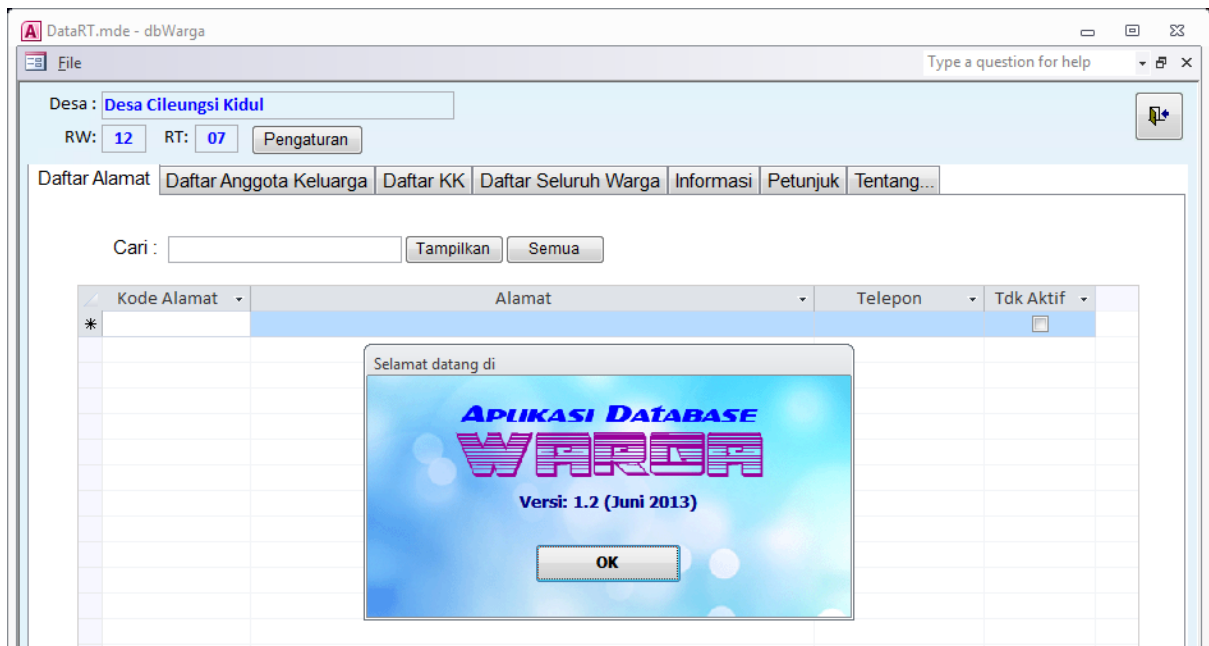 DataRT.mde - dbWarga
File
Type a question for help
Desa : Desa Cileungsi Kidul
RW: 12 RT: 07 Pengaturan
Daftar Alamat Daftar Anggota Keluarga Daftar KK Daftar Seluruh Warga Informasi Petunjuk Tentang...
Cari : Tampilkan Semua
Kode Alamat Alamat Telepon Tdk Aktif
Selamat datang di
APLIKASI DATABASE
WARGA
Versi: 1.2 (Juni 2013)
OK